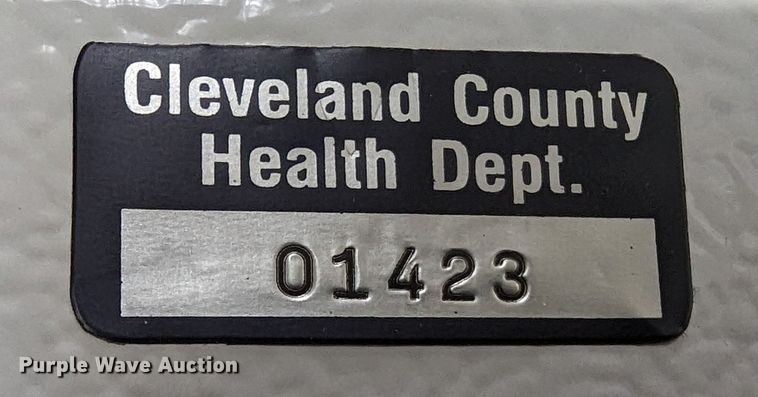 Cleveland County
Health Dept.
01423
Purple Wave Auction